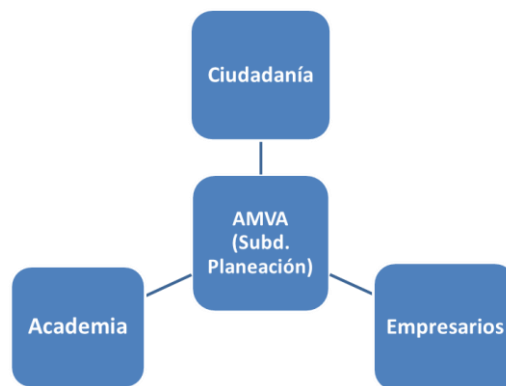 Ciudadanía
AMVA
(Subd.
Planeación)
Academia
Empresarios